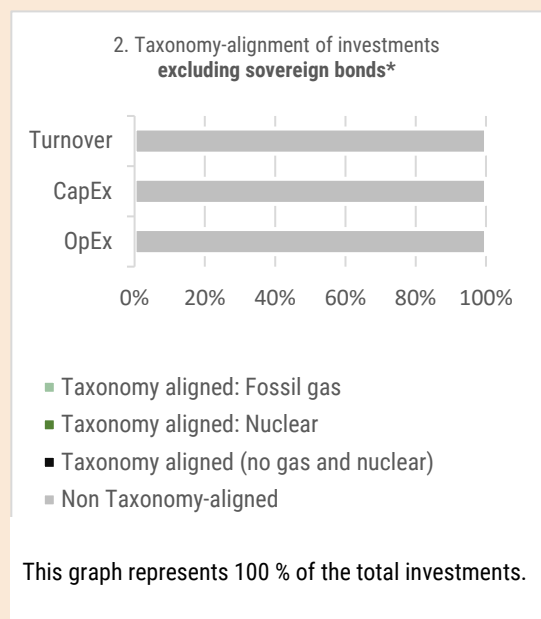 2. Taxonomy-alignment of investments
excluding sovereign bonds*
Turnover
CapEx
OpEx
0% 20% 40% 60% 80% 100%
Taxonomy aligned: Fossil gas
Taxonomy aligned: Nuclear
Taxonomy aligned (no gas and nuclear)
Non Taxonomy-aligned
This graph represents 100 % of the total investments.